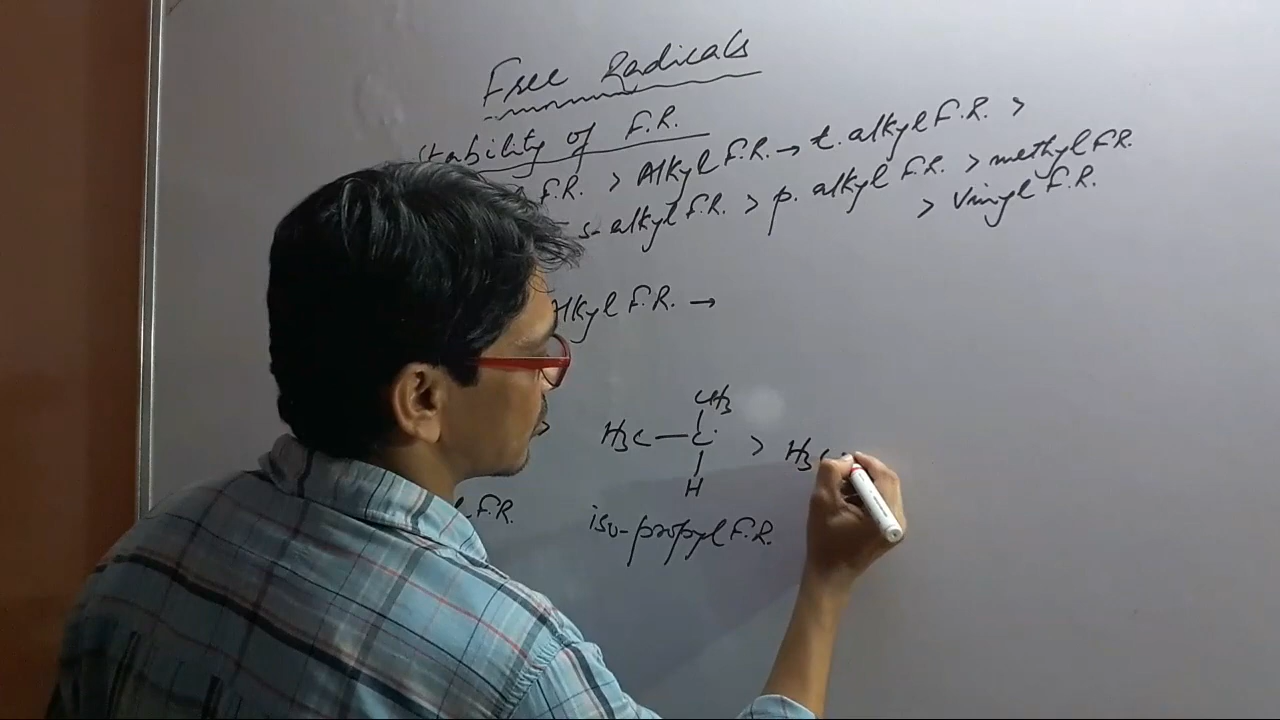 Free Radicals
Stability of F.R.
F.R. > Alkyl F.R. → t. alkyl F.R. >
s-alkyl F.R. > p. alkyl F.R. > methyl F.R.
> Vinyl F.R.
Alkyl F.R. →
CH3
> H3C — C· > H3C
H
F.R.
iso-propyl F.R.